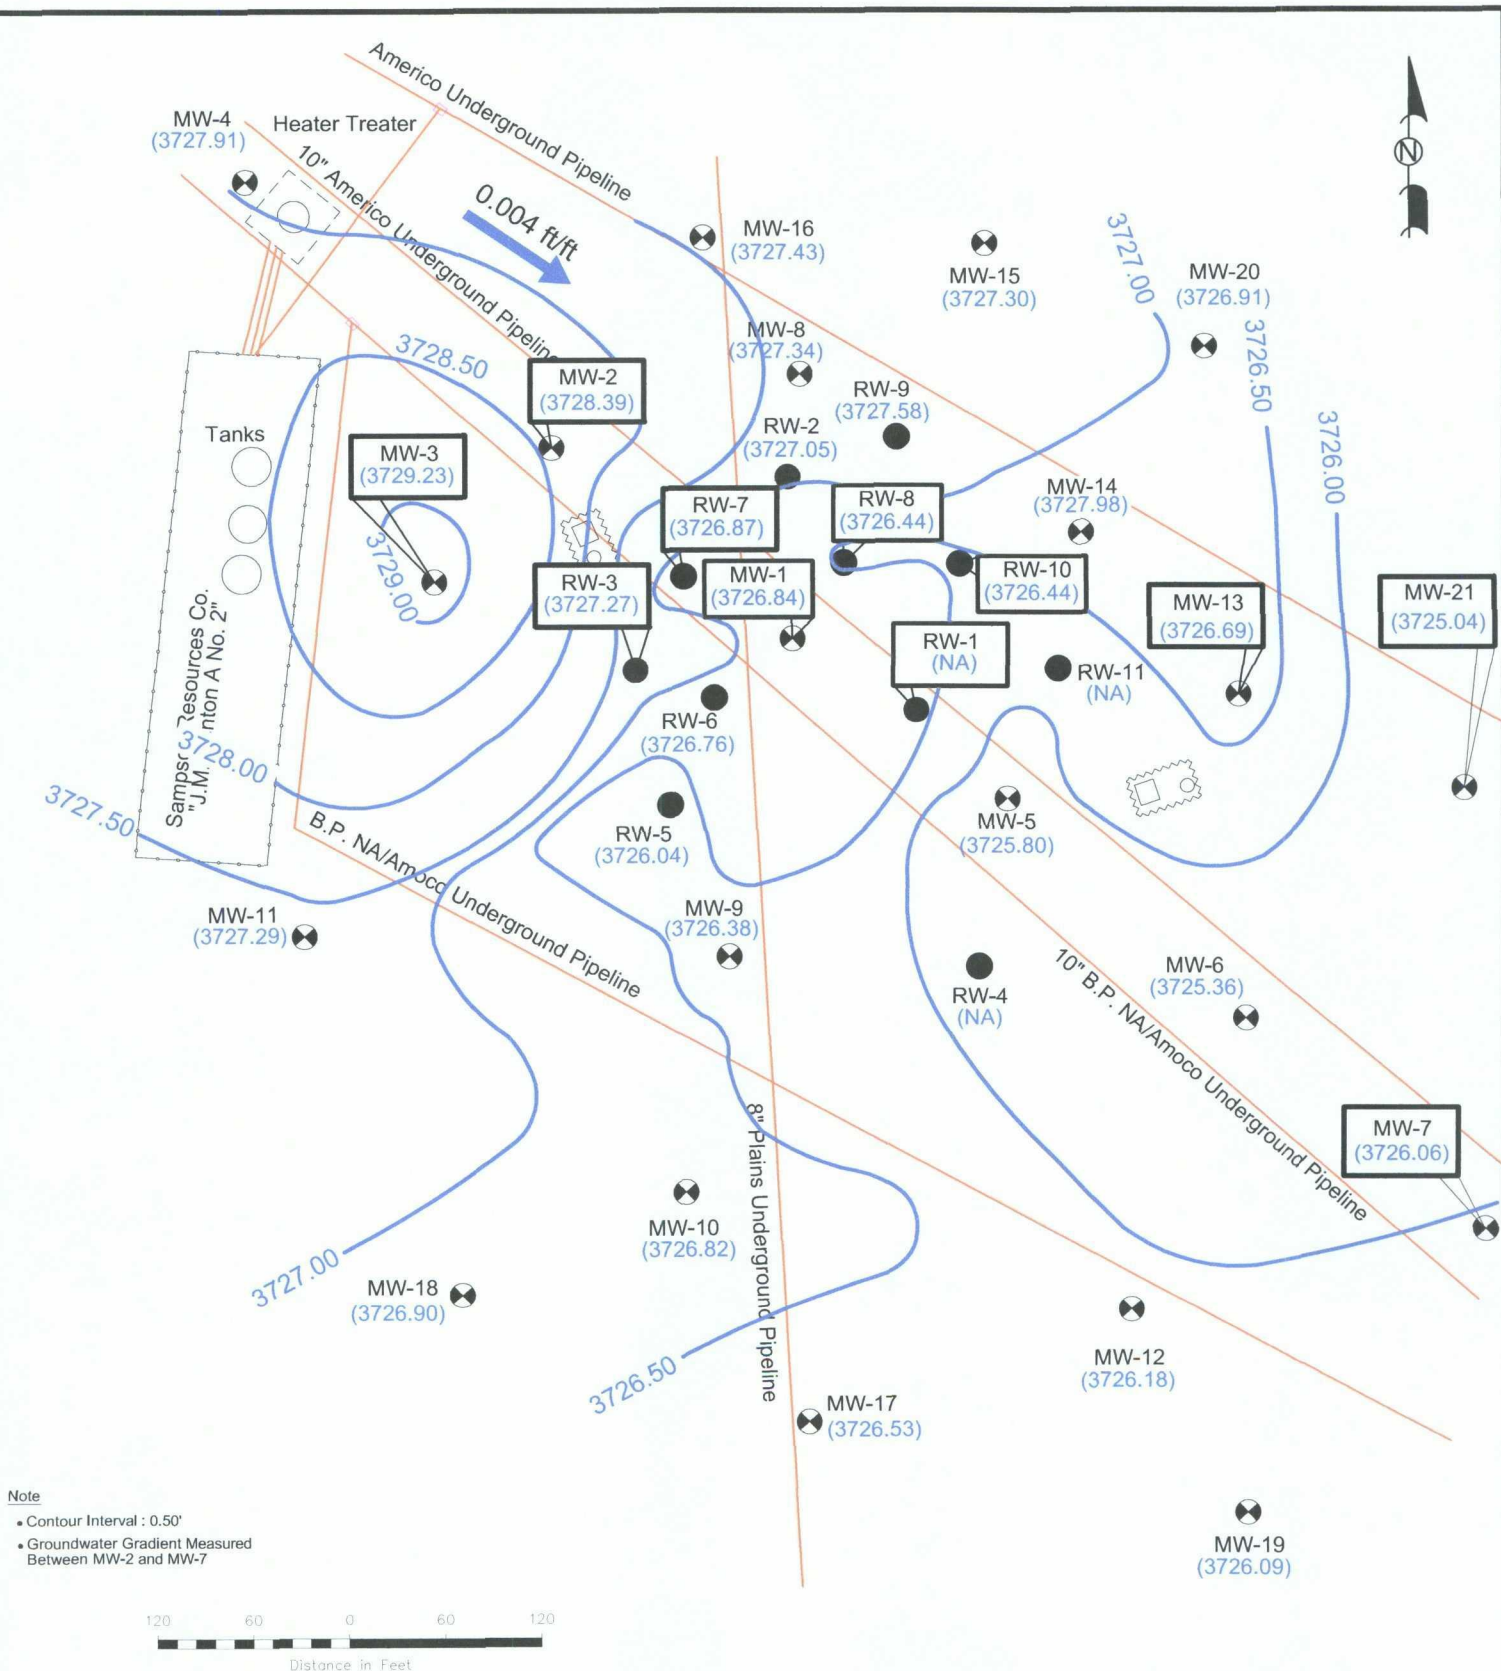 Americo Underground Pipeline
MW-4
(3727.91)
Heater Treater
10" Americo Underground Pipeline
0.004 ft/ft
N
MW-16
(3727.43)
MW-15
(3727.30)
3727.00
MW-20
(3726.91)
3726.50
3726.00
MW-8
(3727.34)
3728.50
MW-2
(3728.39)
RW-9
(3727.58)
RW-2
(3727.05)
Tanks
MW-3
(3729.23)
3729.00
RW-7
(3726.87)
RW-8
(3726.44)
MW-14
(3727.98)
RW-3
(3727.27)
MW-1
(3726.84)
RW-10
(3726.44)
MW-13
(3726.69)
MW-21
(3725.04)
RW-1
(NA)
RW-11
(NA)
Resources Co.
"J.M. nton A No. 2"
RW-6
(3726.76)
3728.00
3727.50
B.P. NA/Amoco Underground Pipeline
RW-5
(3726.04)
MW-5
(3725.80)
MW-11
(3727.29)
MW-9
(3726.38)
RW-4
(NA)
10" B.P. NA/Amoco Underground Pipeline
MW-6
(3725.36)
8" Plains Underground Pipeline
MW-7
(3726.06)
MW-10
(3726.82)
3727.00
MW-18
(3726.90)
3726.50
MW-12
(3726.18)
MW-17
(3726.53)
MW-19
(3726.09)
Note
• Contour Interval : 0.50'
• Groundwater Gradient Measured
Between MW-2 and MW-7
120 60 0 60 120
Distance in Feet